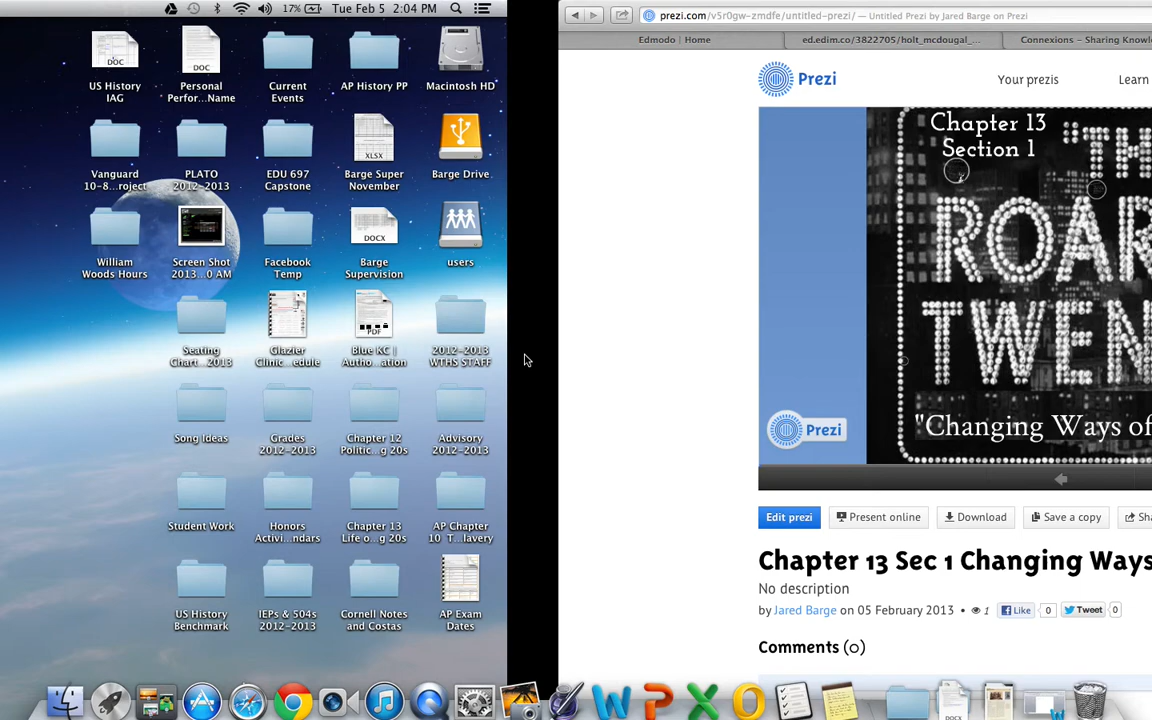 17% Tue Feb 5 2:04 PM
DOC
US History
IAG
DOC
Personal
Perfor...Name
Current
Events
AP History PP
Macintosh HD
Vanguard
10-8...roject
PLATO
2012-2013
EDU 697
Capstone
XLSX
Barge Super
November
Barge Drive
William
Woods Hours
Screen Shot
2013...0 AM
Facebook
Temp
DOCX
Barge
Supervision
users
Seating
Chart...2013
Glazier
Clinic...edule
PDF
Blue KC |
Autho...ation
2012-2013
WTHS STAFF
Song Ideas
Grades
2012-2013
Chapter 12
Politic...g 20s
Advisory
2012-2013
Student Work
Honors
Activi...ndars
Chapter 13
Life o...g 20s
AP Chapter
10 T...lavery
US History
Benchmark
IEPs & 504s
2012-2013
Cornell Notes
and Costas
AP Exam
Dates
prezi.com/v5r0gw-zmdfe/untitled-prezi/ — Untitled Prezi by Jared Barge on Prezi
Edmodo | Home
ed.edim.co/3822705/holt_mcdougal_...
Connexions - Sharing Knowl
Prezi
Your prezis
Learn
Chapter 13
Section 1
"TH
ROAR
TWEN
"Changing Ways of
Prezi
Edit prezi
Present online
Download
Save a copy
Sha
Chapter 13 Sec 1 Changing Ways
No description
by Jared Barge on 05 February 2013 • 1
Like 0
Tweet 0
Comments (0)